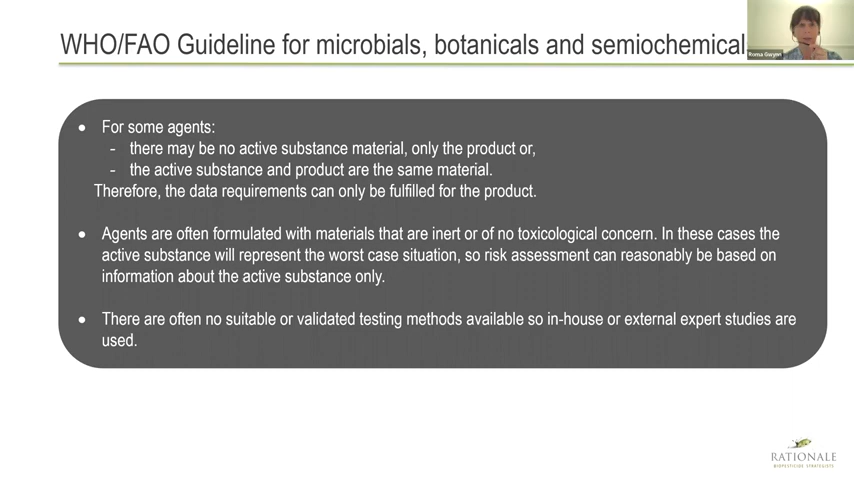 WHO/FAO Guideline for microbials, botanicals and semiochemical
Roma Gwynn
• For some agents:
- there may be no active substance material, only the product or,
- the active substance and product are the same material.
Therefore, the data requirements can only be fulfilled for the product.
• Agents are often formulated with materials that are inert or of no toxicological concern. In these cases the
active substance will represent the worst case situation, so risk assessment can reasonably be based on
information about the active substance only.
• There are often no suitable or validated testing methods available so in-house or external expert studies are
used.
RATIONALE
BIOPESTICIDE STRATEGISTS